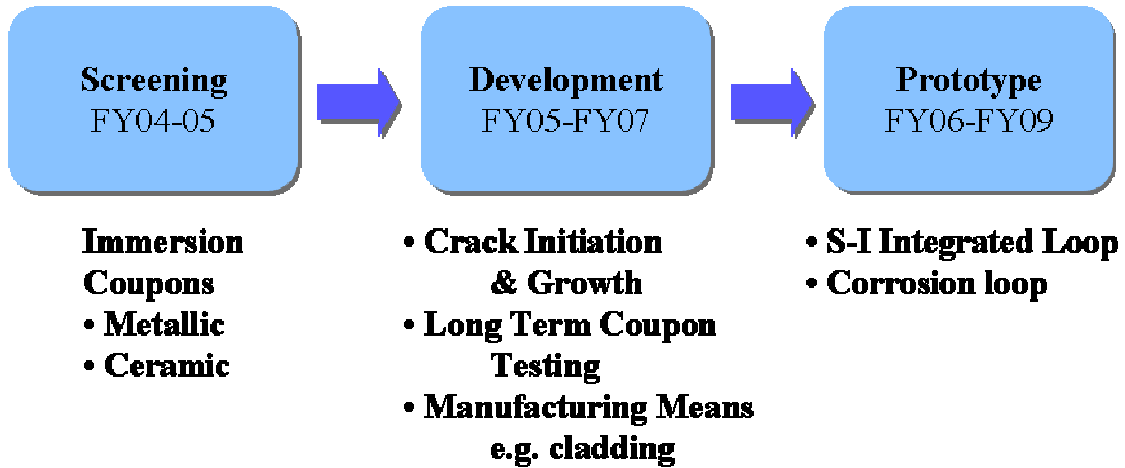 Screening
FY04-05
Development
FY05-FY07
Prototype
FY06-FY09
Immersion
Coupons
• Metallic
• Ceramic
• Crack Initiation
& Growth
• Long Term Coupon
Testing
• Manufacturing Means
e.g. cladding
• S-I Integrated Loop
• Corrosion loop